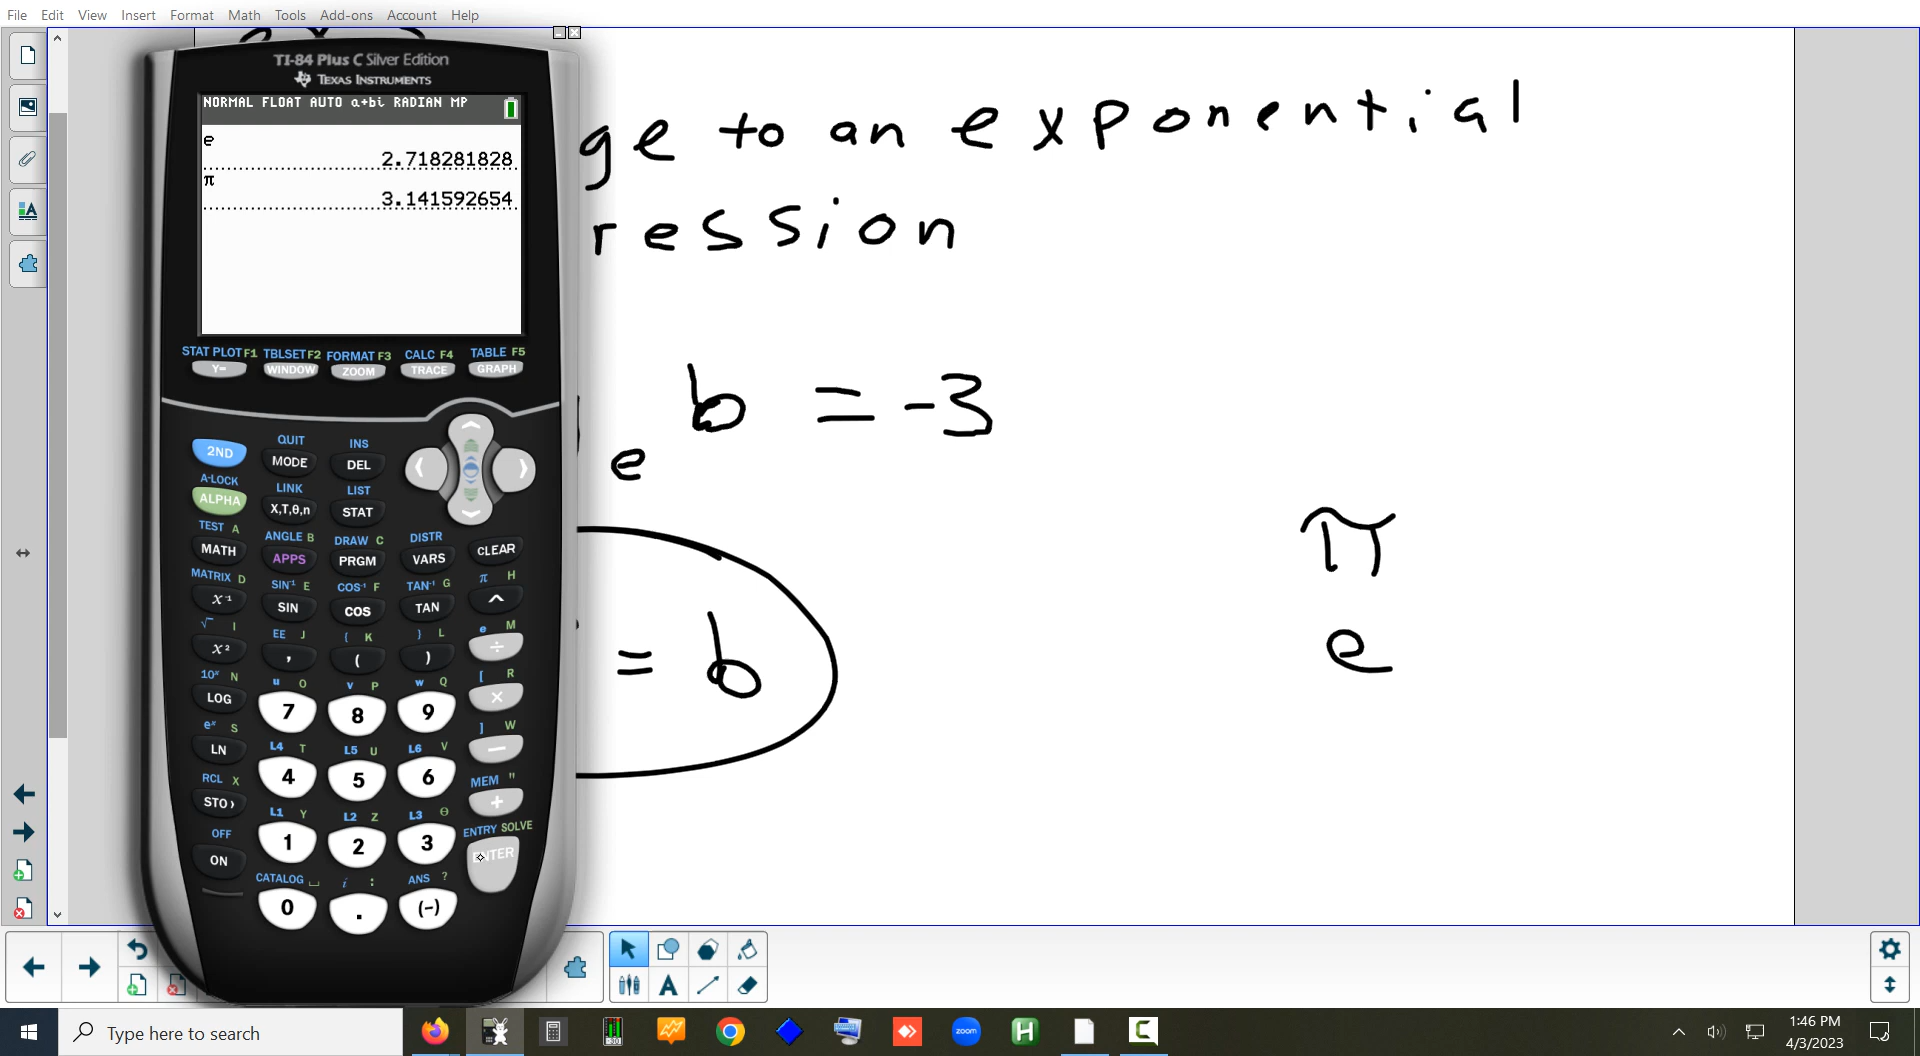 File Edit View Insert Format Math Tools Add-ons Account Help
TI-84 Plus C Silver Edition
TEXAS INSTRUMENTS
NORMAL FLOAT AUTO a+bi RADIAN MP
e
2.718281828
π
3.141592654
ge to an exponential
ression
b = -3
e
= b
π
e
STAT PLOT F1 TBLSET F2 FORMAT F3 CALC F4 TABLE F5
Y= WINDOW ZOOM TRACE GRAPH
QUIT INS
2ND MODE DEL
A-LOCK LINK LIST
ALPHA X,T,θ,n STAT
TEST A ANGLE B DRAW C DISTR
MATH APPS PRGM VARS CLEAR
MATRIX D SIN⁻¹ E COS⁻¹ F TAN⁻¹ G π H
X⁻¹ SIN COS TAN ^
√ I EE J { K } L e M
X² , ( ) ÷
10ˣ N u O v P w Q [ R
LOG 7 8 9 ×
eˣ S L4 T L5 U L6 V ] W
LN 4 5 6 −
RCL X L1 Y L2 Z L3 θ MEM "
STO› 1 2 3 +
OFF CATALOG ␣ i : ANS ? ENTRY SOLVE
ON 0 . (-) ENTER
Type here to search
zoom
H
C
1:46 PM
4/3/2023